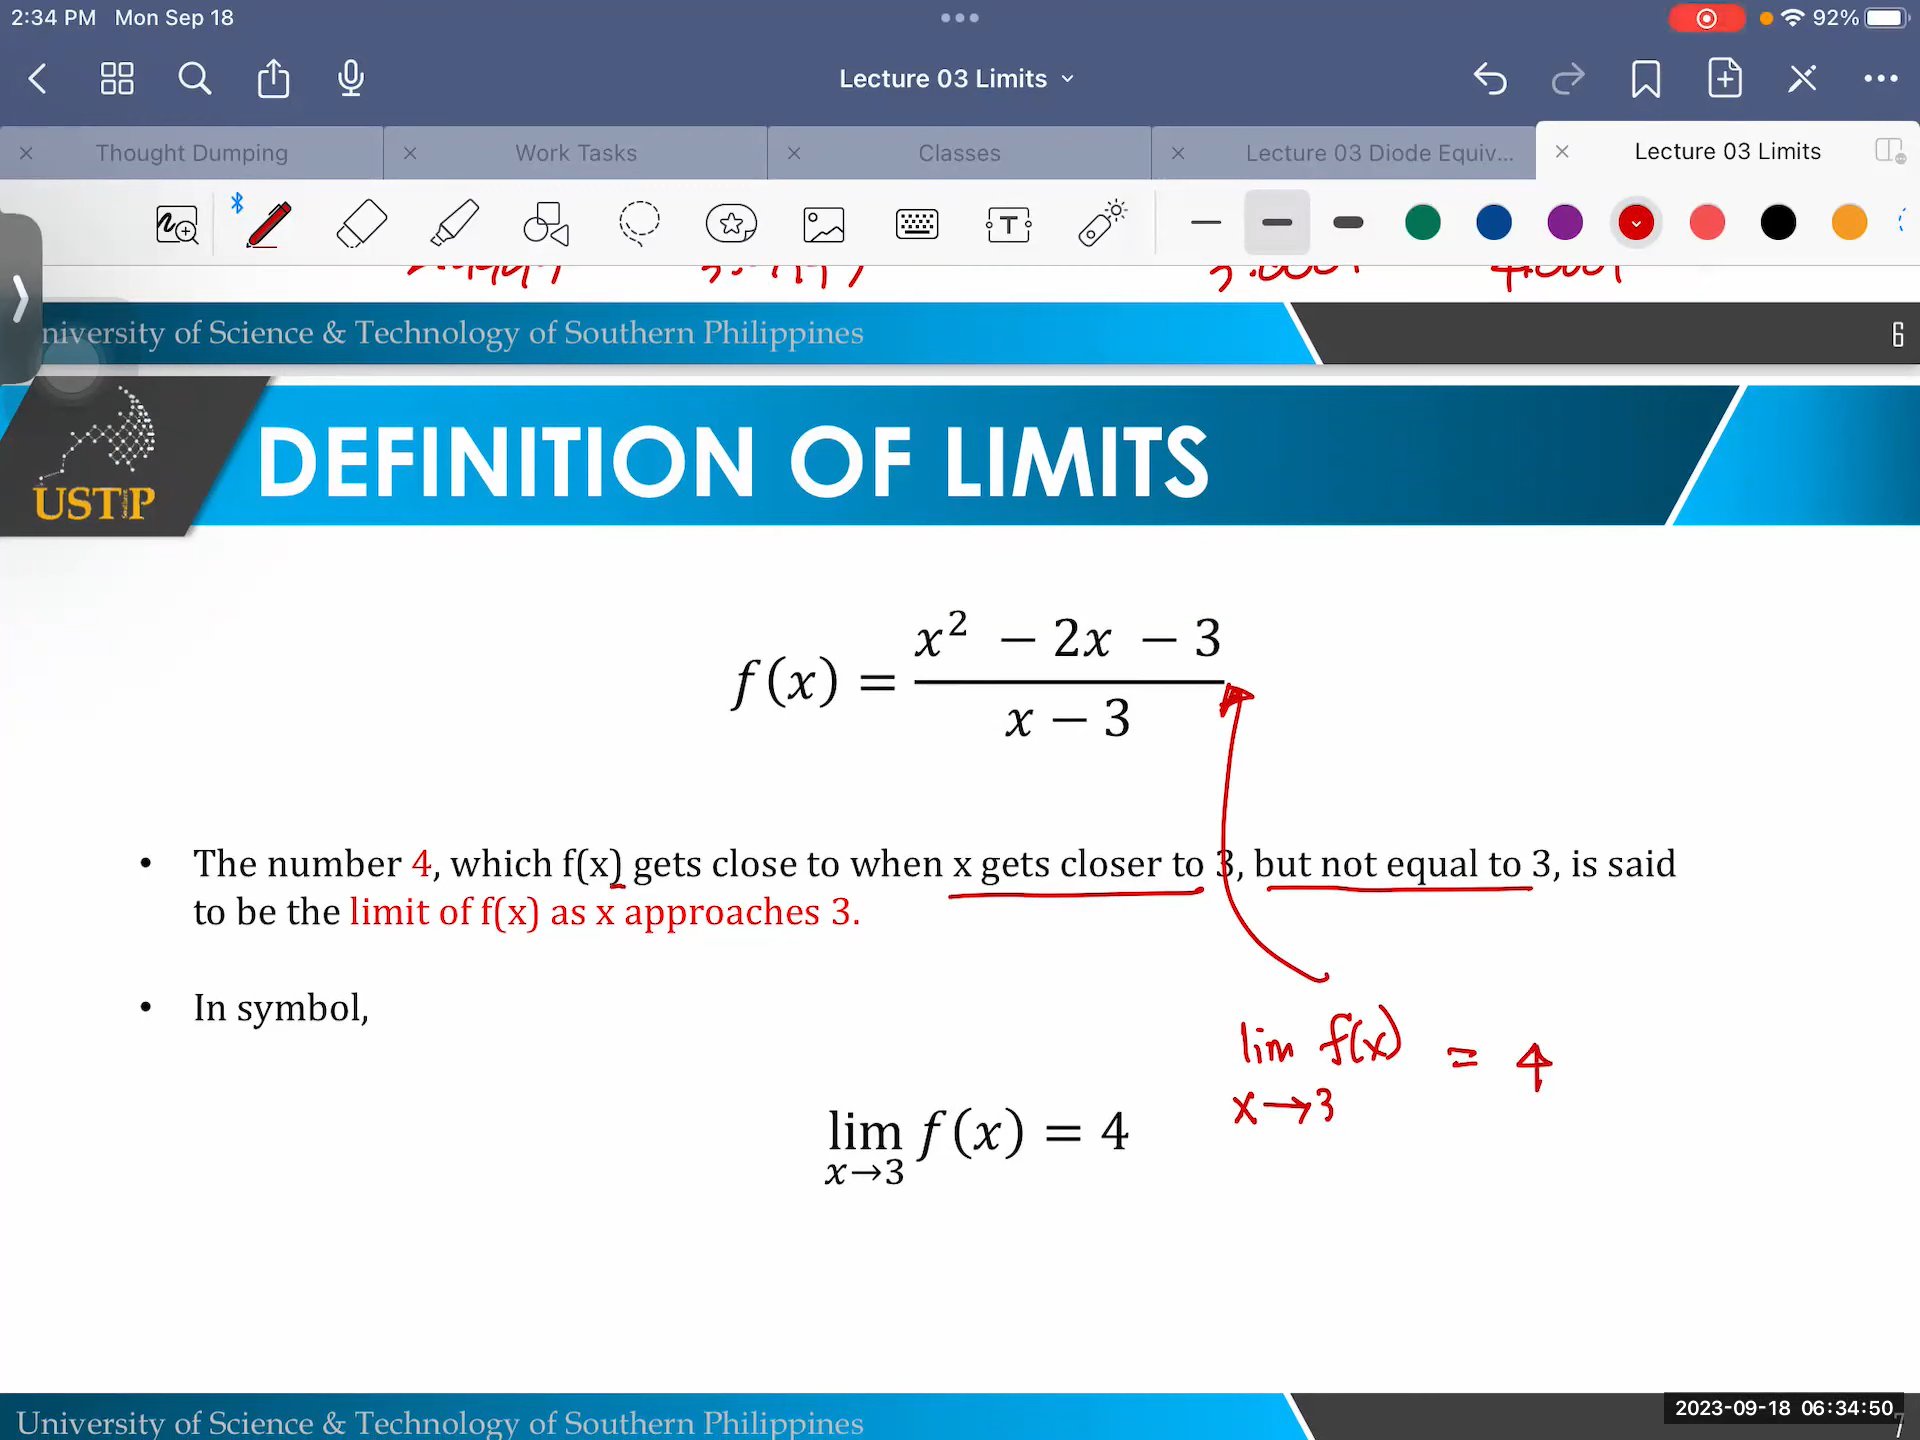 2:34 PM Mon Sep 18
92%
Lecture 03 Limits
Thought Dumping
Work Tasks
Classes
Lecture 03 Diode Equiv...
Lecture 03 Limits
T
niversity of Science & Technology of Southern Philippines
6
USTP
DEFINITION OF LIMITS
f(x) = \frac{x² − 2x − 3}{x − 3}
• The number 4, which f(x) gets close to when x gets closer to 3, but not equal to 3, is said
to be the limit of f(x) as x approaches 3.
• In symbol,
lim f(x) = 4
x→3
lim f(x) = 4
x→3
University of Science & Technology of Southern Philippines
2023-09-18 06:34:50
7